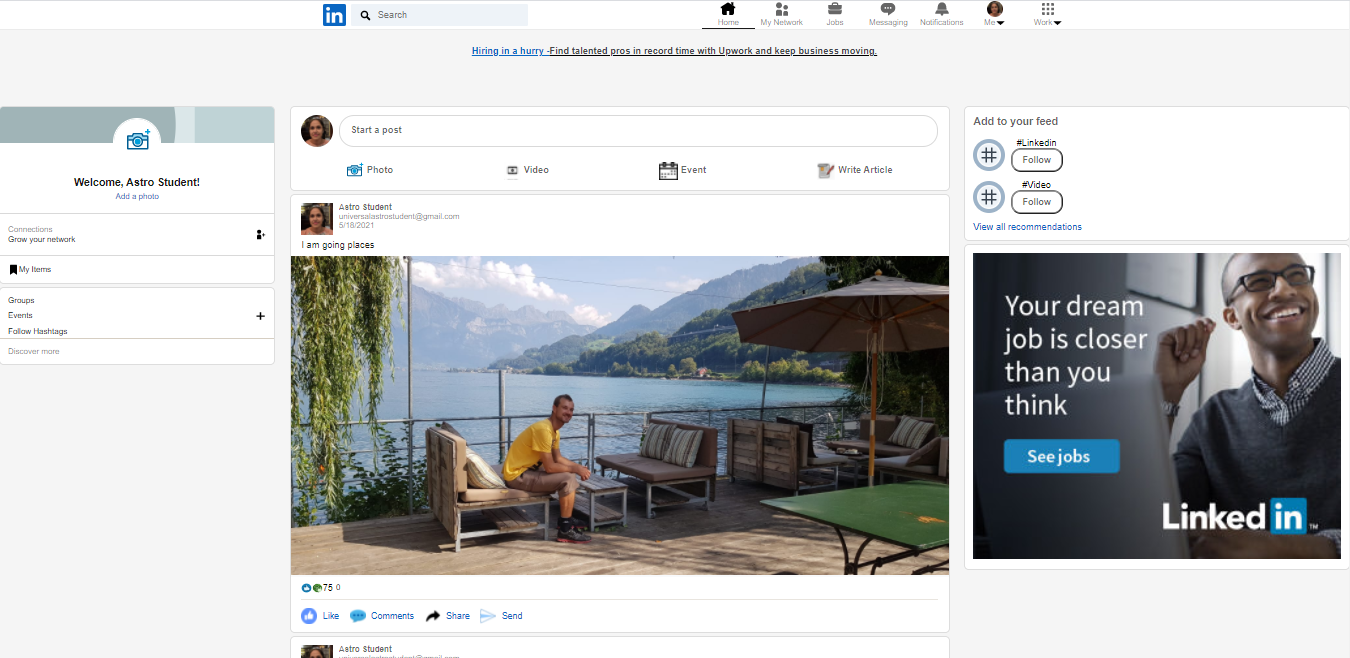 in
Search
Home
My Network
Jobs
Messaging
Notifications
Me
Work
Hiring in a hurry -Find talented pros in record time with Upwork and keep business moving.
Welcome, Astro Student!
Add a photo
Connections
Grow your network
My Items
Groups
Events
Follow Hashtags
Discover more
Start a post
Photo
Video
Event
Write Article
Astro Student
universalastrostudent@gmail.com
5/18/2021
I am going places
75 0
Like
Comments
Share
Send
Astro Student
universalastrostudent@gmail.com
Add to your feed
#Linkedin
Follow
#Video
Follow
View all recommendations
Your dream
job is closer
than you
think
See jobs
Linked in TM